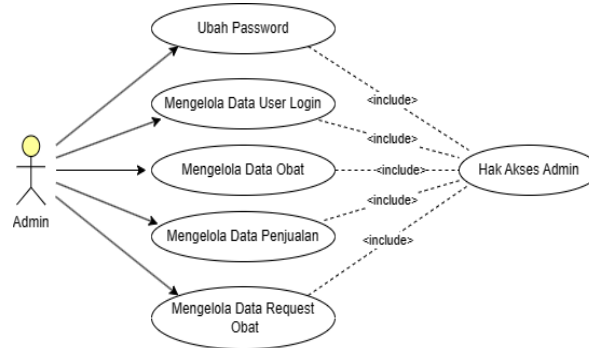 Ubah Password
<include>
Mengelola Data User Login
<include>
Mengelola Data Obat
<include>
Hak Akses Admin
Admin
<include>
Mengelola Data Penjualan
<include>
Mengelola Data Request
Obat